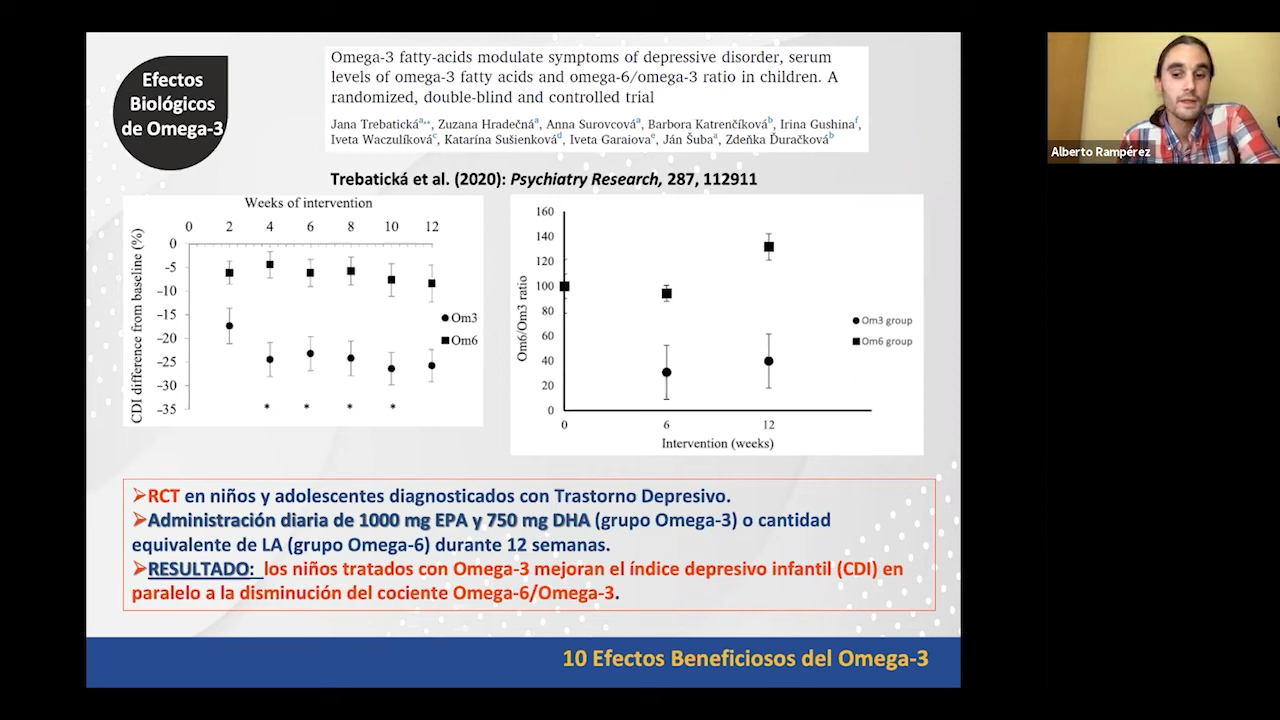 Efectos
Biológicos
de Omega-3
Omega-3 fatty-acids modulate symptoms of depressive disorder, serum
levels of omega-3 fatty acids and omega-6/omega-3 ratio in children. A
randomized, double-blind and controlled trial
Jana Trebatická a,**, Zuzana Hradečná a, Anna Surovcová a, Barbora Katrenčíková b, Irina Gushina f,
Iveta Waczulíková c, Katarína Sušienková d, Iveta Garaiova e, Ján Šuba a, Zdeňka Ďuračková b
Trebatická et al. (2020): Psychiatry Research, 287, 112911
Weeks of intervention
0 2 4 6 8 10 12
CDI difference from baseline (%)
0
-5
-10
-15
-20
-25
-30
-35
* * * *
Om3
Om6
Om6/Om3 ratio
160
140
120
100
80
60
40
20
0
0 6 12
Intervention (weeks)
Om3 group
Om6 group
➢RCT en niños y adolescentes diagnosticados con Trastorno Depresivo.
➢Administración diaria de 1000 mg EPA y 750 mg DHA (grupo Omega-3) o cantidad
equivalente de LA (grupo Omega-6) durante 12 semanas.
➢RESULTADO: los niños tratados con Omega-3 mejoran el índice depresivo infantil (CDI) en
paralelo a la disminución del cociente Omega-6/Omega-3.
10 Efectos Beneficiosos del Omega-3
Alberto Rampérez